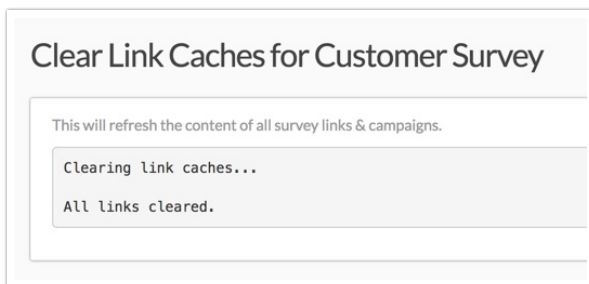 Clear Link Caches for Customer Survey
This will refresh the content of all survey links & campaigns.
Clearing link caches...
All links cleared.